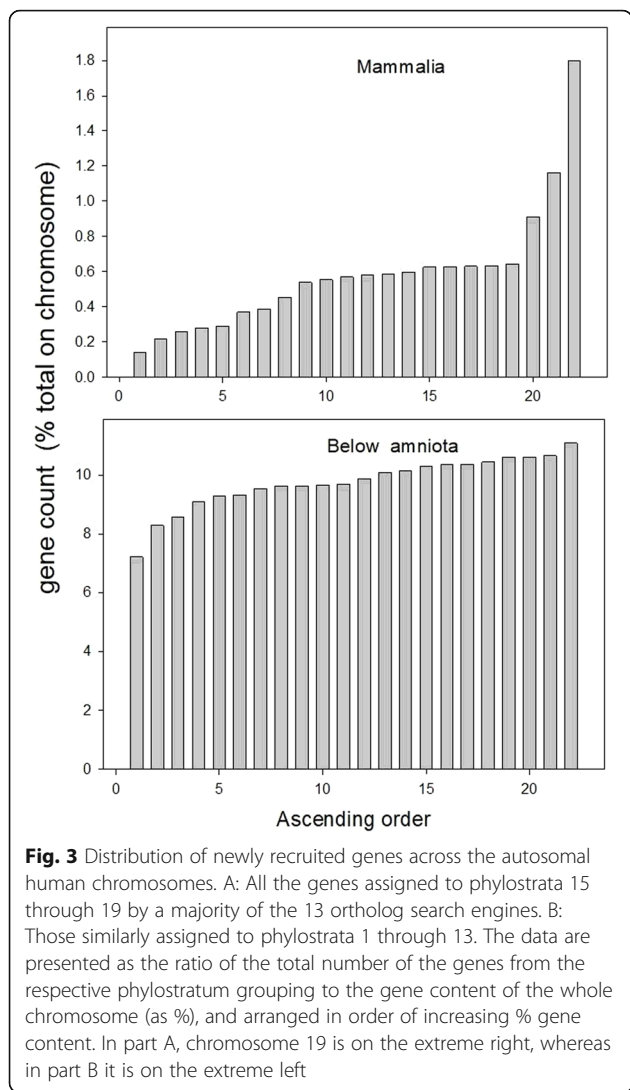 Mammalia
1.8
1.6
1.4
1.2
1.0
0.8
0.6
0.4
0.2
0.0
0 5 10 15 20
gene count (% total on chromosome)
Below amniota
10
8
6
4
2
0
0 5 10 15 20
Ascending order
Fig. 3 Distribution of newly recruited genes across the autosomal
human chromosomes. A: All the genes assigned to phylostrata 15
through 19 by a majority of the 13 ortholog search engines. B:
Those similarly assigned to phylostrata 1 through 13. The data are
presented as the ratio of the total number of the genes from the
respective phylostratum grouping to the gene content of the whole
chromosome (as %), and arranged in order of increasing % gene
content. In part A, chromosome 19 is on the extreme right, whereas
in part B it is on the extreme left